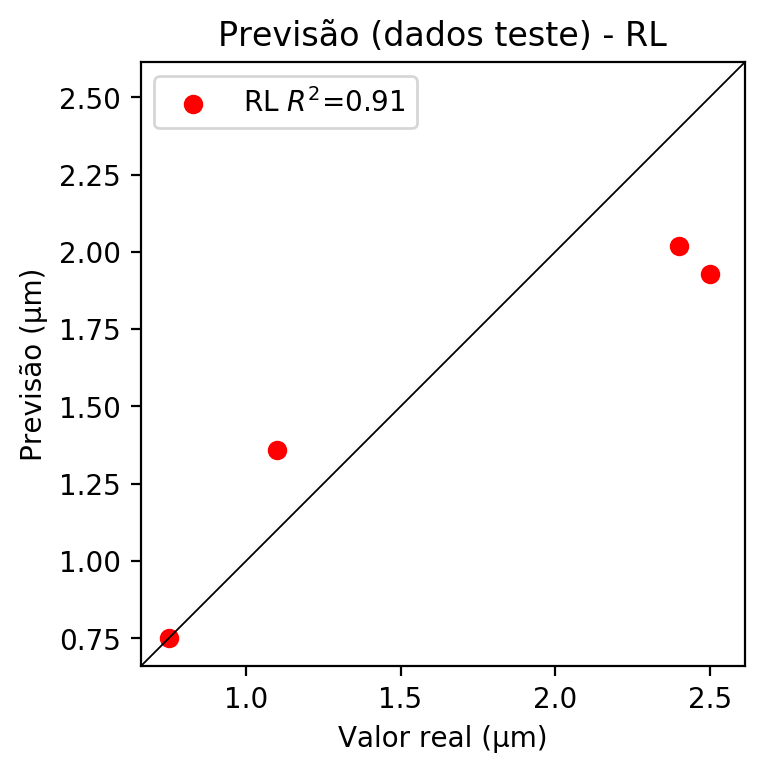 Previsão (dados teste) - RL
RL R²=0.91
2.50
2.25
2.00
1.75
1.50
1.25
1.00
0.75
Previsão (µm)
1.0 1.5 2.0 2.5
Valor real (µm)